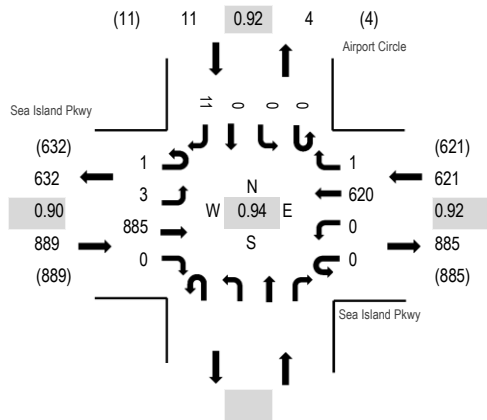 (11) 11 0.92 4 (4)
Airport Circle
11 0 0 0
Sea Island Pkwy
(632)
632
0.90
889
(889)
1
3
885
0
N
W 0.94 E
S
1
620
0
0
(621)
621
0.92
885
(885)
Sea Island Pkwy